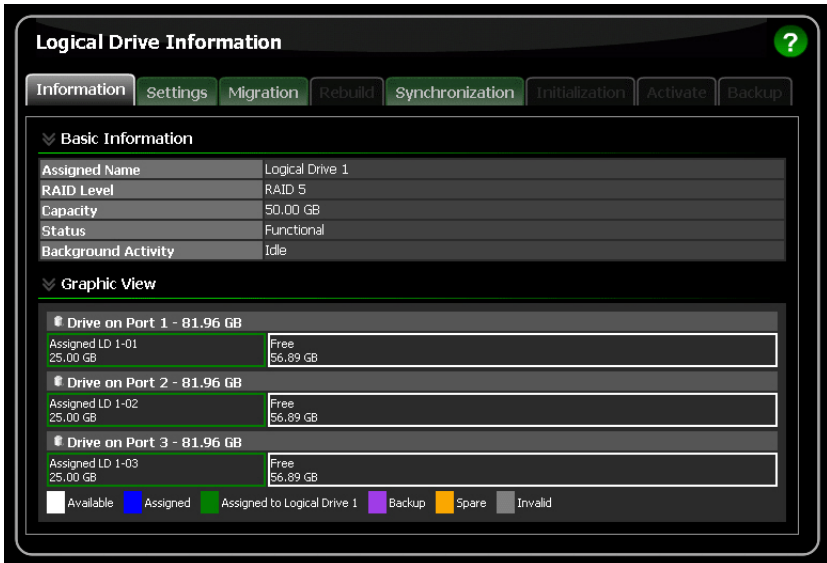 Logical Drive Information
?
Information Settings Migration Rebuild Synchronization Initialization Activate Backup
Basic Information
Assigned Name Logical Drive 1
RAID Level RAID 5
Capacity 50.00 GB
Status Functional
Background Activity Idle
Graphic View
Drive on Port 1 - 81.96 GB
Assigned LD 1-01 Free
25.00 GB 56.89 GB
Drive on Port 2 - 81.96 GB
Assigned LD 1-02 Free
25.00 GB 56.89 GB
Drive on Port 3 - 81.96 GB
Assigned LD 1-03 Free
25.00 GB 56.89 GB
Available Assigned Assigned to Logical Drive 1 Backup Spare Invalid